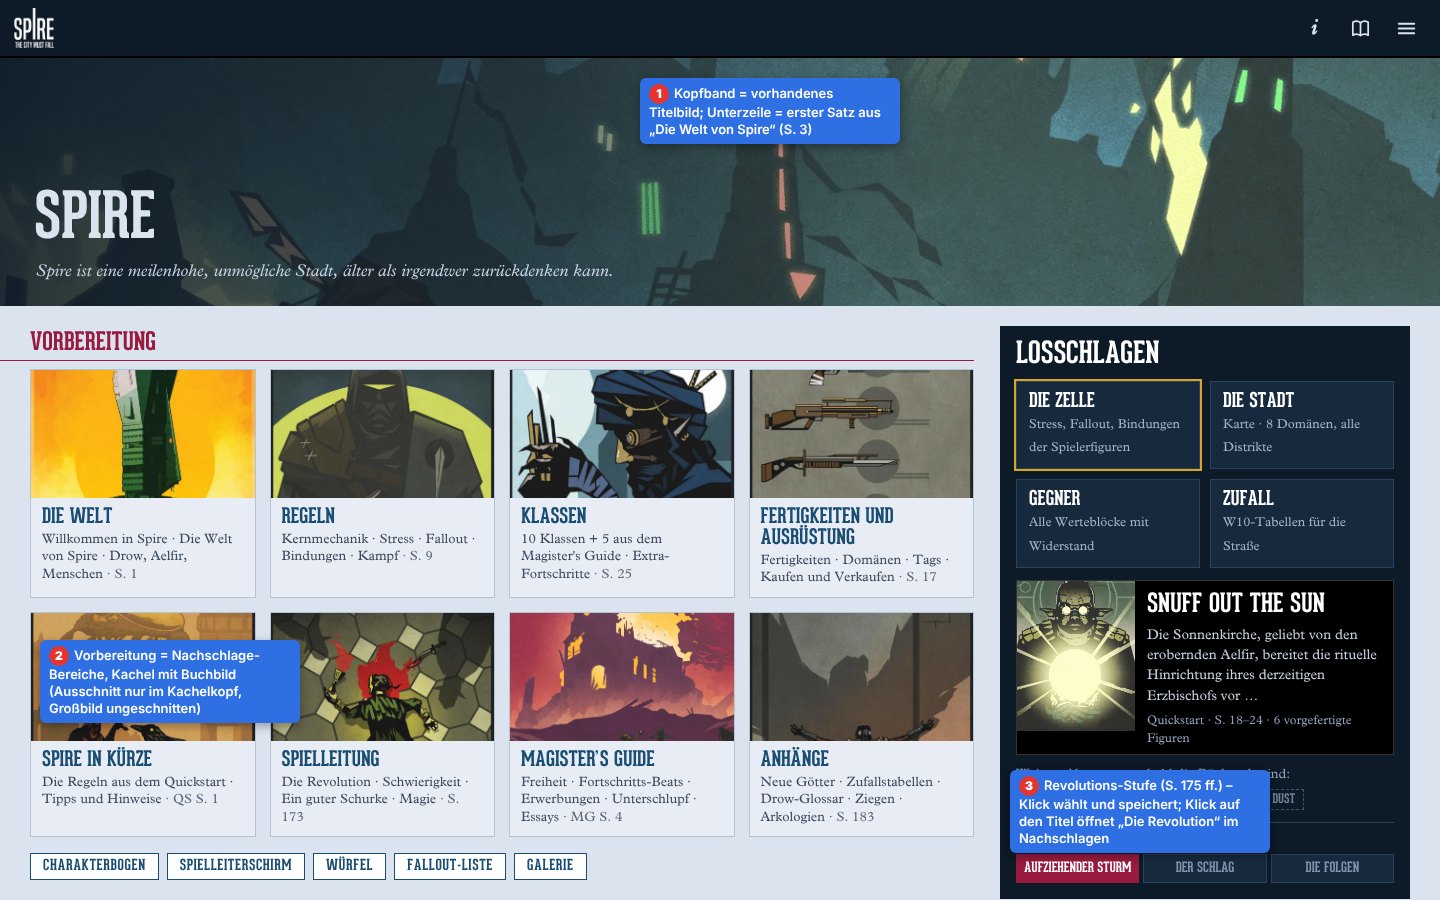 SPIRE
THE CITY MUST FALL
i
1 Kopfband = vorhandenes
Titelbild; Unterzeile = erster Satz aus
„Die Welt von Spire“ (S. 3)
SPIRE
Spire ist eine meilenhohe, unmögliche Stadt, älter als irgendwer zurückdenken kann.
VORBEREITUNG
DIE WELT
Willkommen in Spire · Die Welt
von Spire · Drow, Aelfir,
Menschen · S. 1
REGELN
Kernmechanik · Stress · Fallout ·
Bindungen · Kampf · S. 9
KLASSEN
10 Klassen + 5 aus dem
Magister's Guide · Extra-
Fortschritte · S. 25
FERTIGKEITEN UND
AUSRÜSTUNG
Fertigkeiten · Domänen · Tags ·
Kaufen und Verkaufen · S. 17
2 Vorbereitung = Nachschlage-
Bereiche, Kachel mit Buchbild
(Ausschnitt nur im Kachelkopf,
Großbild ungeschnitten)
SPIRE IN KÜRZE
Die Regeln aus dem Quickstart ·
Tipps und Hinweise · QS S. 1
SPIELLEITUNG
Die Revolution · Schwierigkeit ·
Ein guter Schurke · Magie · S.
173
MAGISTER’S GUIDE
Freiheit · Fortschritts-Beats ·
Erwerbungen · Unterschlupf ·
Essays · MG S. 4
ANHÄNGE
Neue Götter · Zufallstabellen ·
Drow-Glossar · Ziegen ·
Arkologien · S. 183
CHARAKTERBOGEN
SPIELLEITERSCHIRM
WÜRFEL
FALLOUT-LISTE
GALERIE
LOSSCHLAGEN
DIE ZELLE
Stress, Fallout, Bindungen
der Spielerfiguren
DIE STADT
Karte · 8 Domänen, alle
Distrikte
GEGNER
Alle Werteblöcke mit
Widerstand
ZUFALL
W10-Tabellen für die
Straße
SNUFF OUT THE SUN
Die Sonnenkirche, geliebt von den
erobernden Aelfir, bereitet die rituelle
Hinrichtung ihres derzeitigen
Erzbischofs vor …
Quickstart · S. 18–24 · 6 vorgefertigte
Figuren
DUST
3 Revolutions-Stufe (S. 175 ff.) –
Klick wählt und speichert; Klick auf
den Titel öffnet „Die Revolution“ im
Nachschlagen
AUFZIEHENDER STURM
DER SCHLAG
DIE FOLGEN